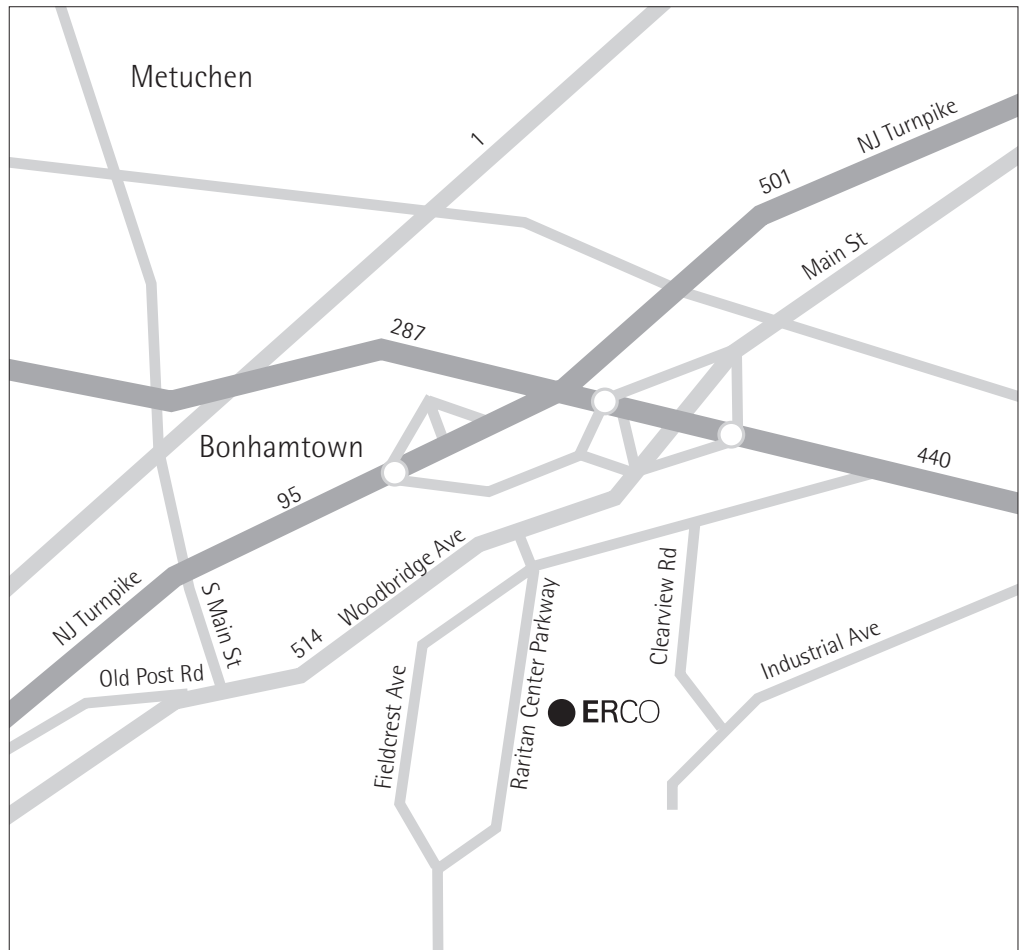 Metuchen
1
NJ Turnpike
501
Main St
287
Bonhamtown
440
95
Woodbridge Ave
NJ Turnpike
S Main St
Clearview Rd
514
Raritan Center Parkway
Industrial Ave
Old Post Rd
Fieldcrest Ave
ERCO